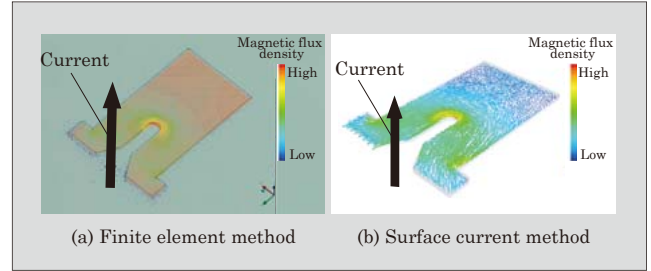 Magnetic flux
density
Current
High
Low
(a) Finite element method
Magnetic flux
density
Current
High
Low
(b) Surface current method